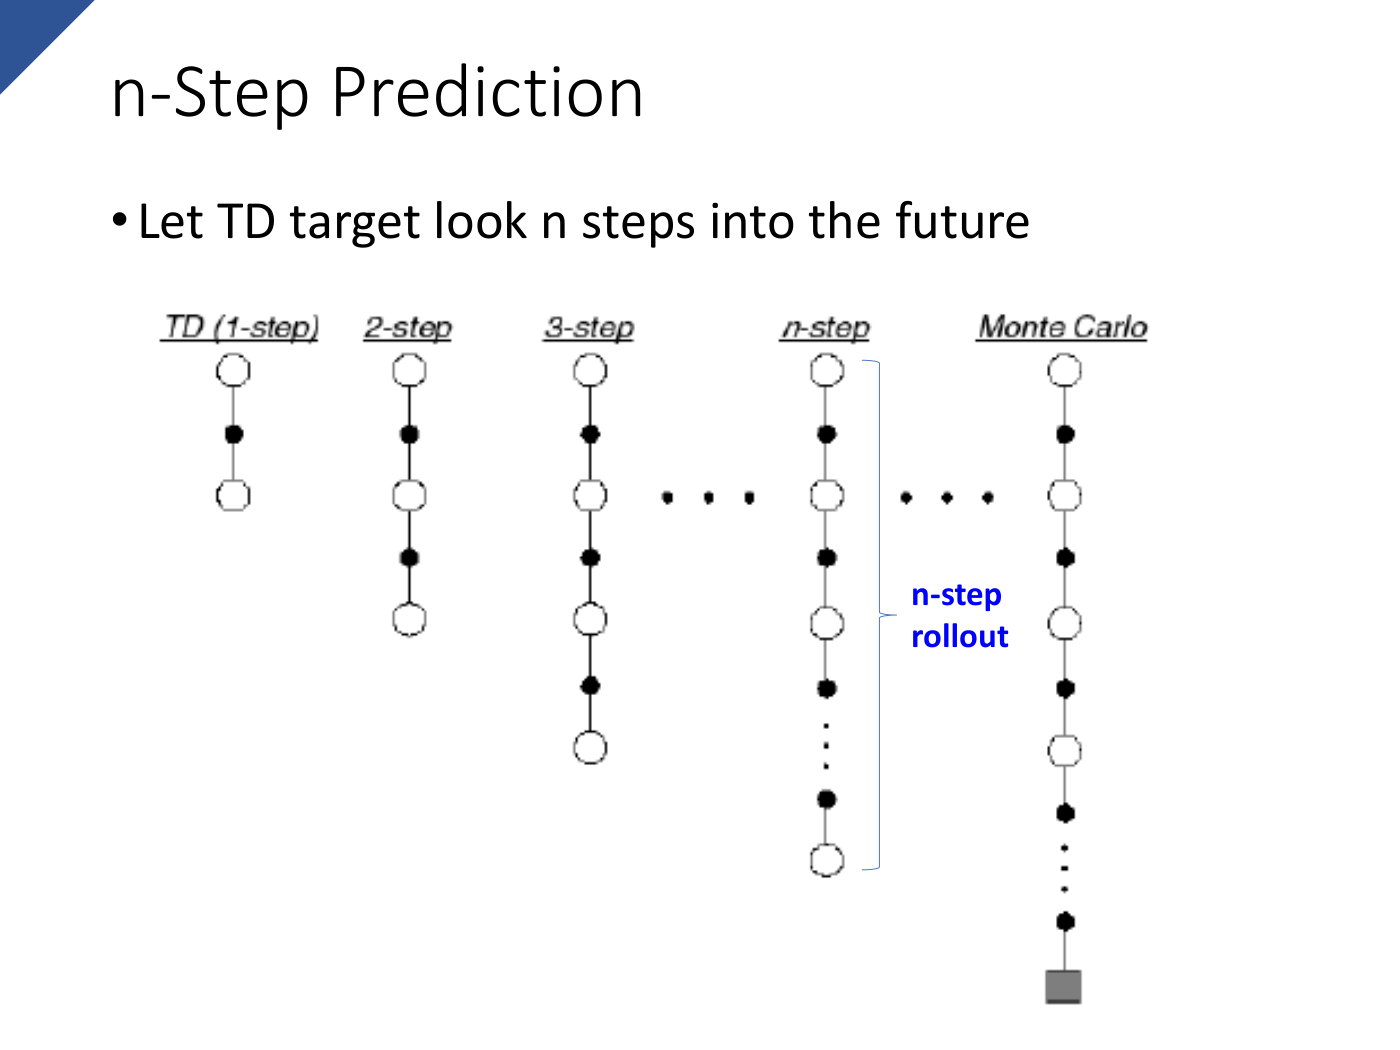 n-Step Prediction
• Let TD target look n steps into the future
TD (1-step) 2-step 3-step n-step Monte Carlo
n-step
rollout